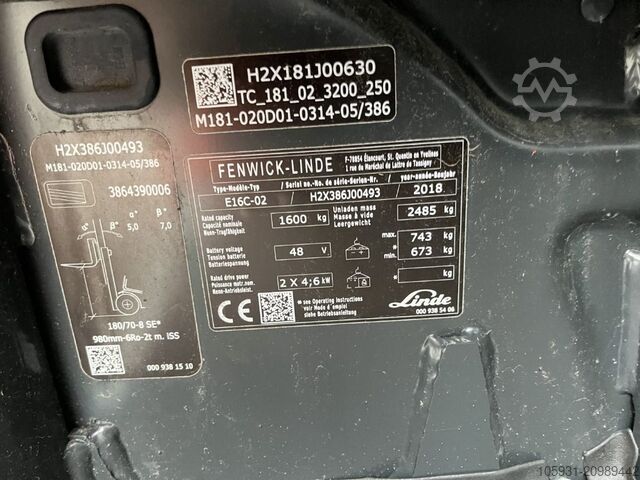 H2X181J00630
TC_181_02_3200_250
M181-020D01-0314-05/386
H2X386J00493
M181-020D01-0314-05/386
3864390006
α° β° α° β°
5,0 7,0
180/70-8 SE*
980mm-6Ro-2t m. ISS
000 938 15 10
FENWICK-LINDE
F-78854 Élancourt, St. Quentin en Yvelines
1 rue de Maréchal de Lattre de Tassigny
Type-Modèle-Typ / Serial no.-No. de série-Serien-Nr. / year-année-Baujahr
E16C-02 H2X386J00493 2018
Rated capacity
Capacité nominale
Nenn-Tragfähigkeit
1600 kg
Unladen mass
Masse à vide
Leergewicht
2485 kg
Battery voltage
Tension batterie
Batteriespannung
48 v
max. 743 kg
min. 673 kg
Rated drive power
Puissance motr. nom.
Nenn-Antriebsleist.
2 X 4;6 kW
* kg
CE
* see Operating Instructions
voir Mode d'emploi
siehe Betriebsanleitung
Linde
000 938 54 06
105931-20989442